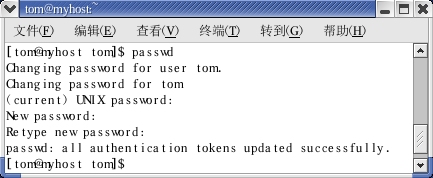 tom@myhost:~
文件(F) 编辑(E) 查看(V) 终端(T) 转到(G) 帮助(H)
[tom@myhost tom]$ passwd
Changing password for user tom.
Changing password for tom
(current) UNIX password:
New password:
Retype new password:
passwd: all authentication tokens updated successfully.
[tom@myhost tom]$